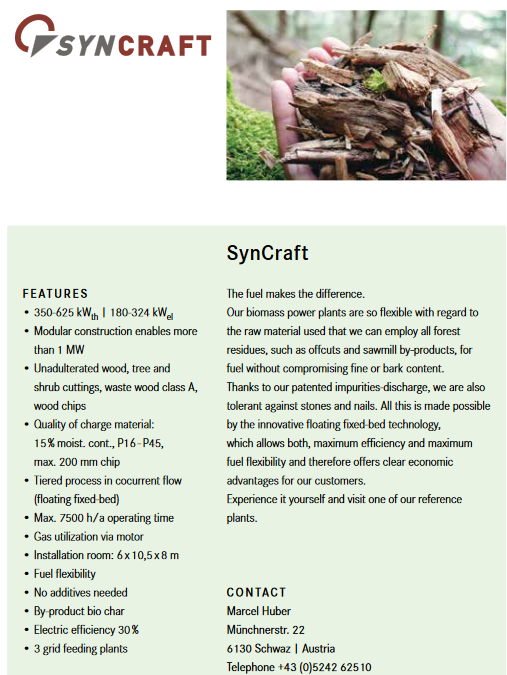 SYNCRAFT
SynCraft
FEATURES
• 350-625 kWth | 180-324 kWel
• Modular construction enables more
than 1 MW
• Unadulterated wood, tree and
shrub cuttings, waste wood class A,
wood chips
• Quality of charge material:
15 % moist. cont., P16–P45,
max. 200 mm chip
• Tiered process in cocurrent flow
(floating fixed-bed)
• Max. 7500 h/a operating time
• Gas utilization via motor
• Installation room: 6 x 10,5 x 8 m
• Fuel flexibility
• No additives needed
• By-product bio char
• Electric efficiency 30 %
• 3 grid feeding plants
The fuel makes the difference.
Our biomass power plants are so flexible with regard to
the raw material used that we can employ all forest
residues, such as offcuts and sawmill by-products, for
fuel without compromising fine or bark content.
Thanks to our patented impurities-discharge, we are also
tolerant against stones and nails. All this is made possible
by the innovative floating fixed-bed technology,
which allows both, maximum efficiency and maximum
fuel flexibility and therefore offers clear economic
advantages for our customers.
Experience it yourself and visit one of our reference
plants.
CONTACT
Marcel Huber
Münchnerstr. 22
6130 Schwaz | Austria
Telephone +43 (0)5242 62510